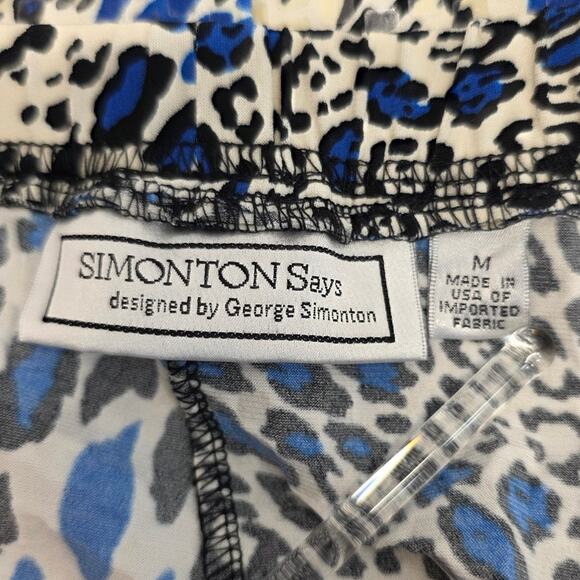 SIMONTON Says
designed by George Simonton
M
MADE IN
USA OF
IMPORTED
FABRIC